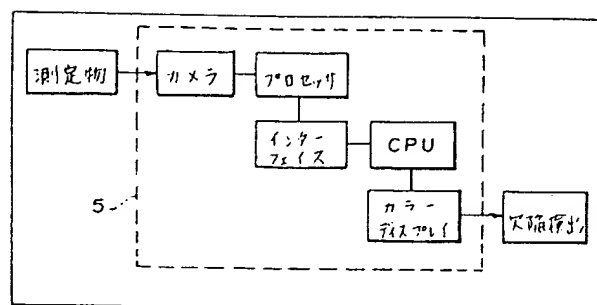 測定物
カメラ
プロセッサ
インター
フェイス
CPU
カラー
ディスプレイ
欠陥検出
5